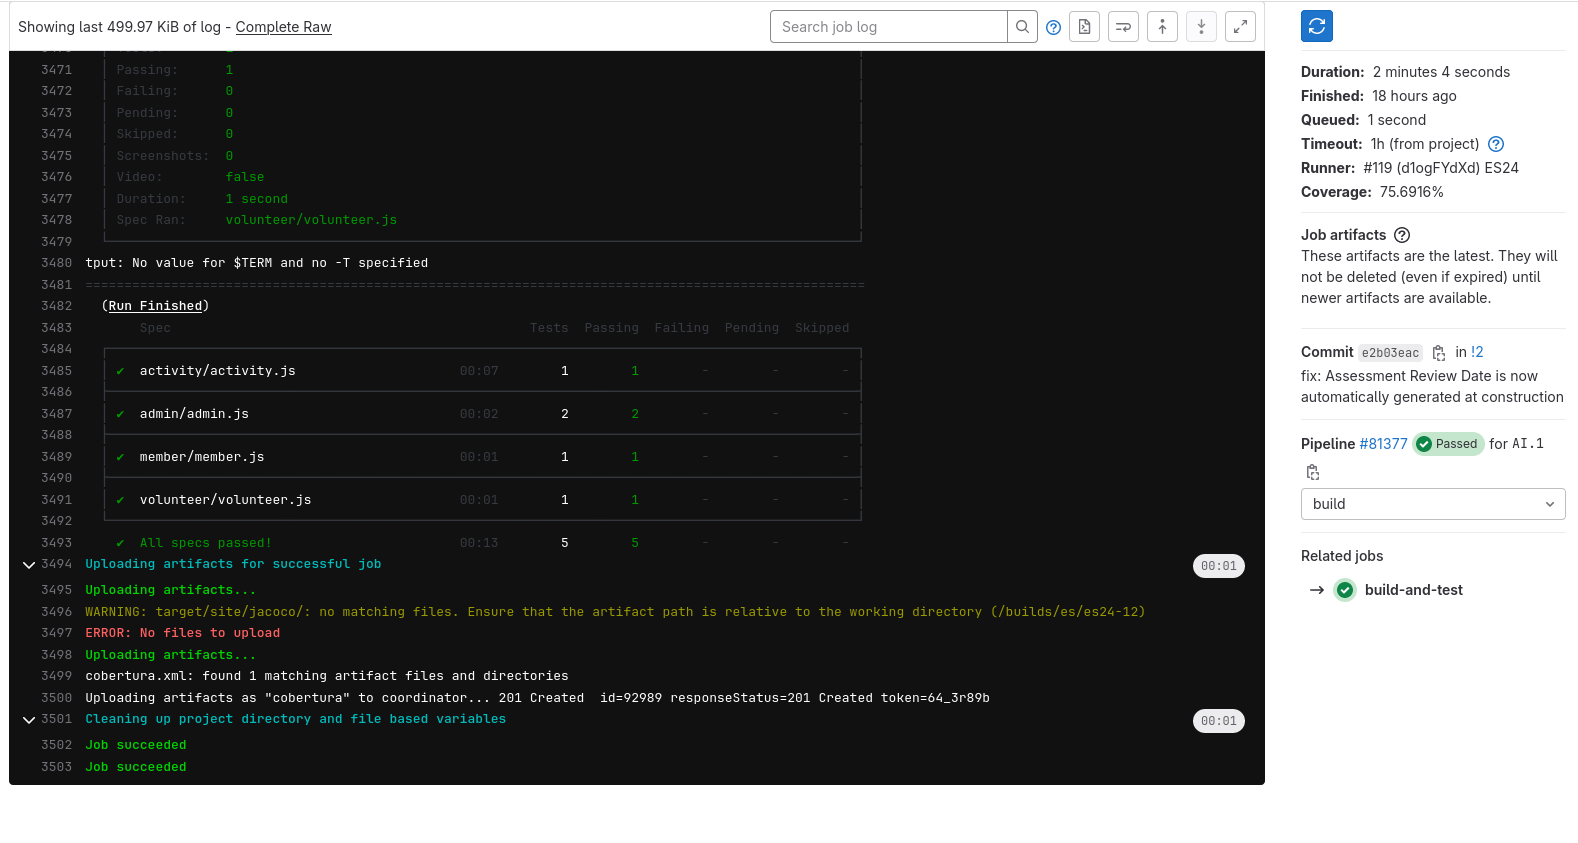 Showing last 499.97 KiB of log - Complete Raw
Search job log
3471 Passing: 1
3472 Failing: 0
3473 Pending: 0
3474 Skipped: 0
3475 Screenshots: 0
3476 Video: false
3477 Duration: 1 second
3478 Spec Ran: volunteer/volunteer.js
3479
3480 tput: No value for $TERM and no -T specified
3481 ====================================================================================================
3482 (Run Finished)
3483 Spec Tests Passing Failing Pending Skipped
3484
3485 ✔ activity/activity.js 00:07 1 1 - - -
3486
3487 ✔ admin/admin.js 00:02 2 2 - - -
3488
3489 ✔ member/member.js 00:01 1 1 - - -
3490
3491 ✔ volunteer/volunteer.js 00:01 1 1 - - -
3492
3493 ✔ All specs passed! 00:13 5 5 - - -
3494 Uploading artifacts for successful job 00:01
3495 Uploading artifacts...
3496 WARNING: target/site/jacoco/: no matching files. Ensure that the artifact path is relative to the working directory (/builds/es/es24-12)
3497 ERROR: No files to upload
3498 Uploading artifacts...
3499 cobertura.xml: found 1 matching artifact files and directories
3500 Uploading artifacts as "cobertura" to coordinator... 201 Created id=92989 responseStatus=201 Created token=64_3r89b
3501 Cleaning up project directory and file based variables 00:01
3502 Job succeeded
3503 Job succeeded
Duration: 2 minutes 4 seconds
Finished: 18 hours ago
Queued: 1 second
Timeout: 1h (from project)
Runner: #119 (d1ogFYdXd) ES24
Coverage: 75.6916%
Job artifacts
These artifacts are the latest. They will
not be deleted (even if expired) until
newer artifacts are available.
Commit e2b03eac in !2
fix: Assessment Review Date is now
automatically generated at construction
Pipeline #81377 Passed for AI.1
build
Related jobs
→ build-and-test